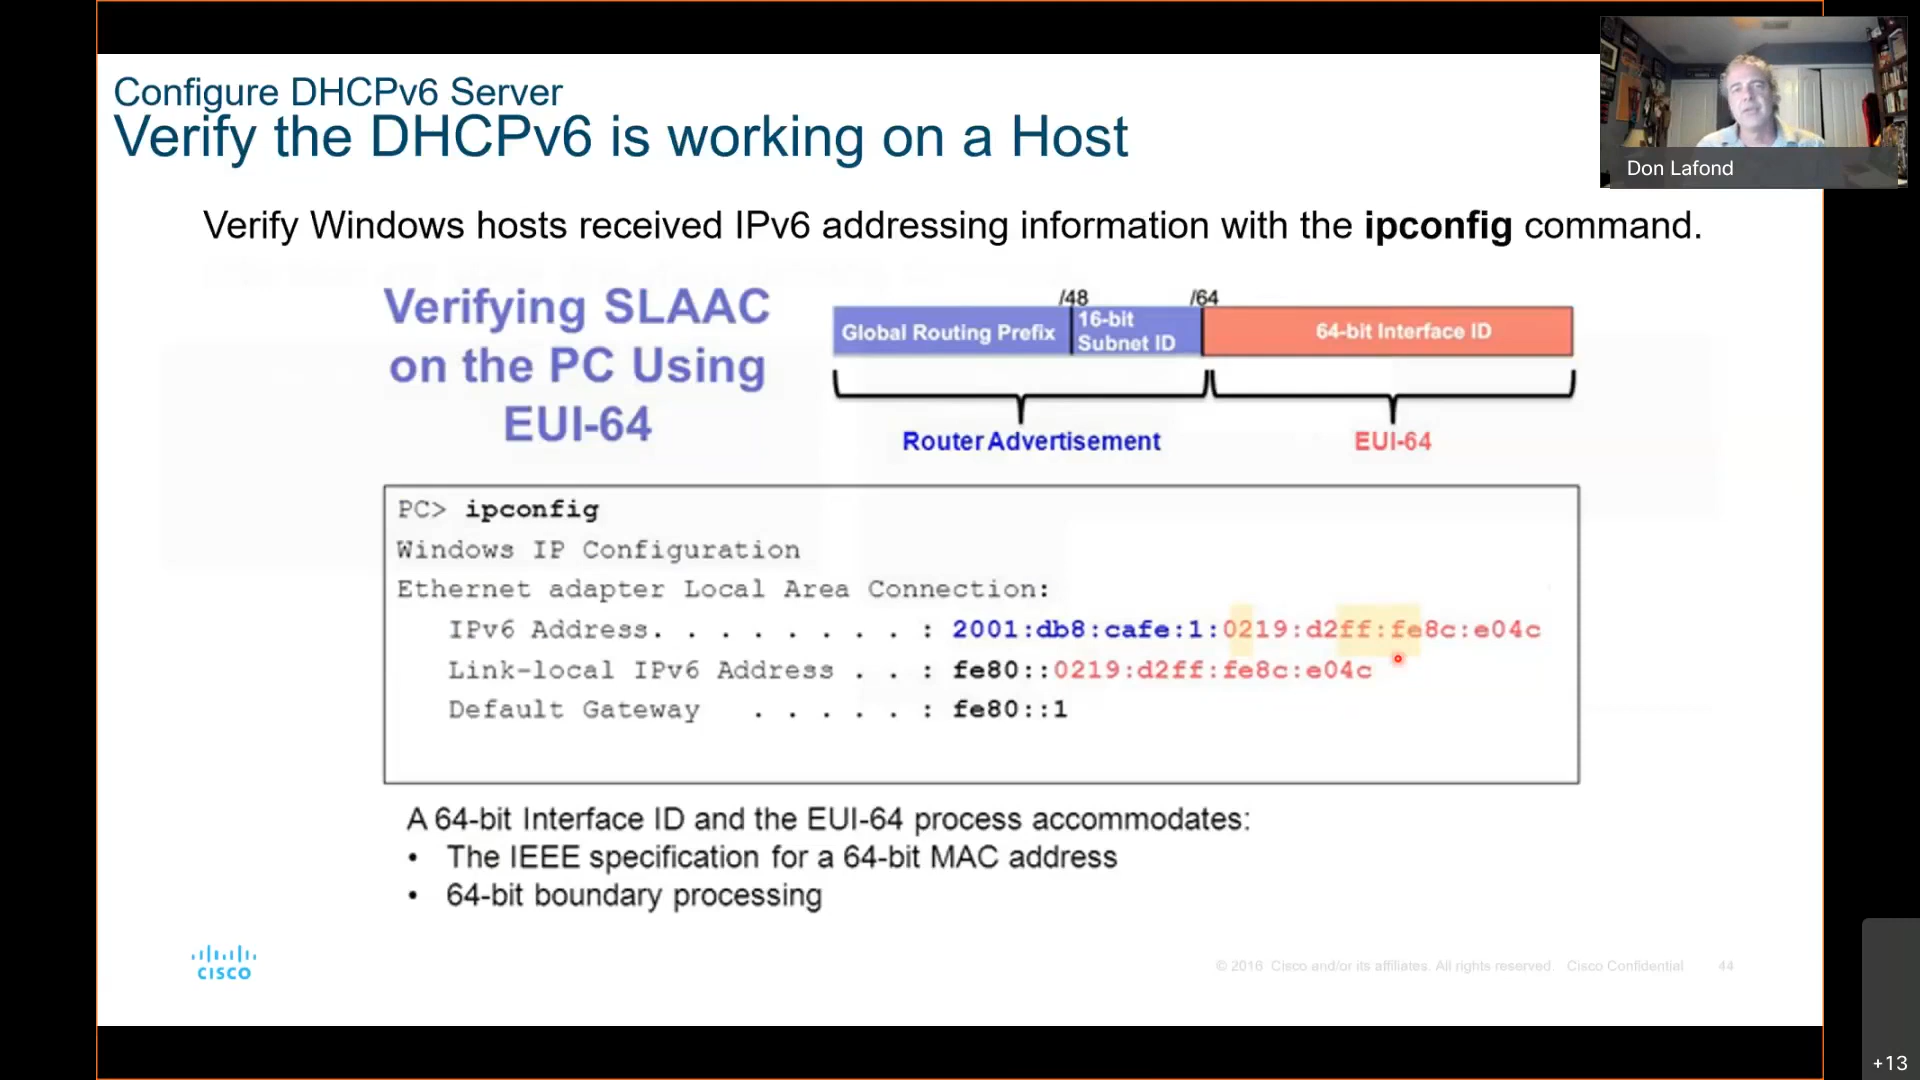 Configure DHCPv6 Server
Verify the DHCPv6 is working on a Host
Don Lafond
Verify Windows hosts received IPv6 addressing information with the ipconfig command.
Verifying SLAAC
on the PC Using
EUI-64
/48 /64
Global Routing Prefix
16-bit
Subnet ID
64-bit Interface ID
Router Advertisement
EUI-64
PC> ipconfig
Windows IP Configuration
Ethernet adapter Local Area Connection:
IPv6 Address. . . . . . . . : 2001:db8:cafe:1:0219:d2ff:fe8c:e04c
Link-local IPv6 Address . . : fe80::0219:d2ff:fe8c:e04c
Default Gateway . . . . . : fe80::1
A 64-bit Interface ID and the EUI-64 process accommodates:
• The IEEE specification for a 64-bit MAC address
• 64-bit boundary processing
CISCO
© 2016 Cisco and/or its affiliates. All rights reserved. Cisco Confidential 44
+13